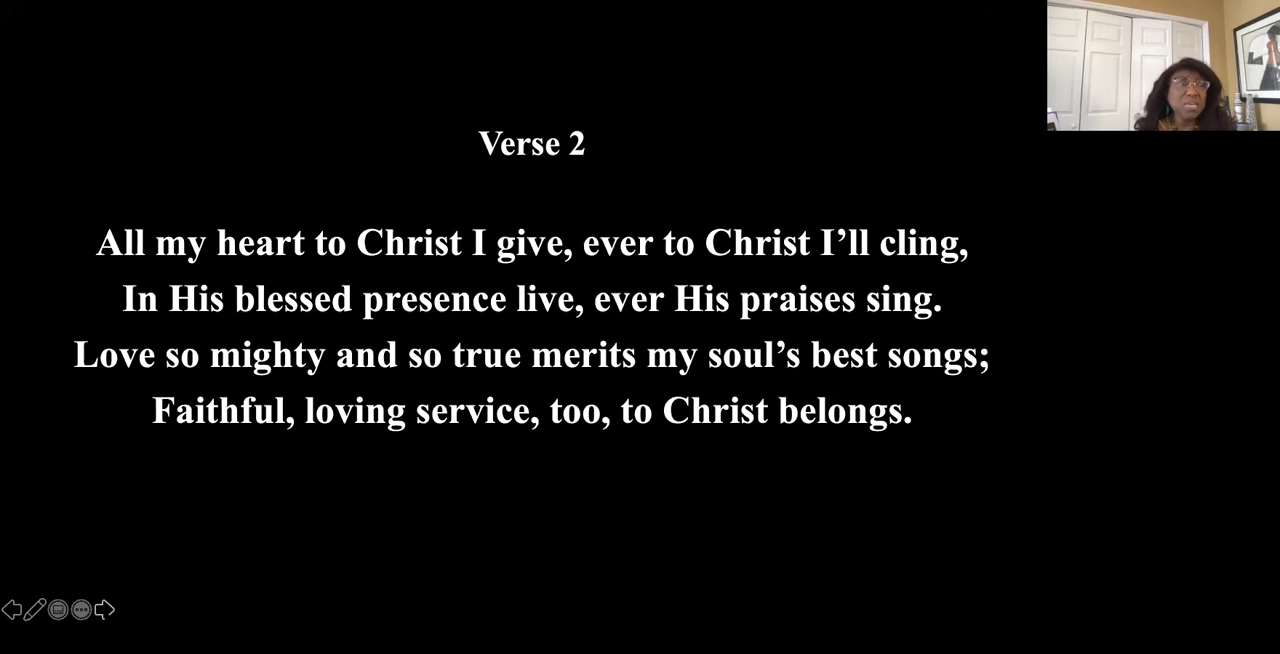 Verse 2
All my heart to Christ I give, ever to Christ I’ll cling,
In His blessed presence live, ever His praises sing.
Love so mighty and so true merits my soul’s best songs;
Faithful, loving service, too, to Christ belongs.